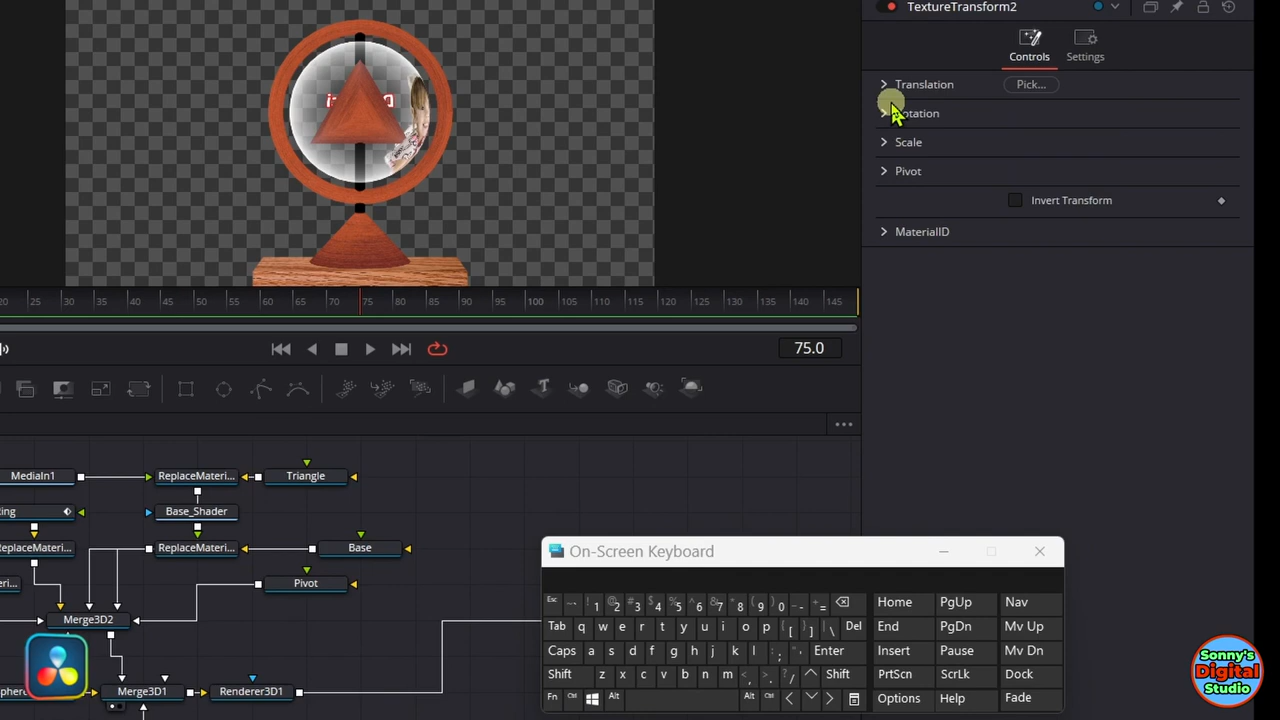 TextureTransform2
Controls
Settings
Translation
Pick...
Rotation
Scale
Pivot
Invert Transform
MaterialID
25 30 35 40 45 50 55 60 65 70 75 80 85 90 95 100 105 110 115 120 125 130 135 140 145
75.0
MediaIn1
ReplaceMateri...
Triangle
Base_Shader
ReplaceMateri...
Base
Pivot
Merge3D2
Merge3D1
Renderer3D1
On-Screen Keyboard
Esc ~ ` ! 1 @ 2 # 3 $ 4 % 5 ^ 6 & 7 * 8 ( 9 ) 0 _ - + = Home PgUp Nav
Tab q w e r t y u i o p { [ } ] | \ Del End PgDn Mv Up
Caps a s d f g h j k l : ; " ' Enter Insert Pause Mv Dn
Shift z x c v b n m < , > . ? / Shift PrtScn ScrLk Dock
Fn Ctrl Alt Alt Ctrl Options Help Fade
Sonny's
Digital
Studio